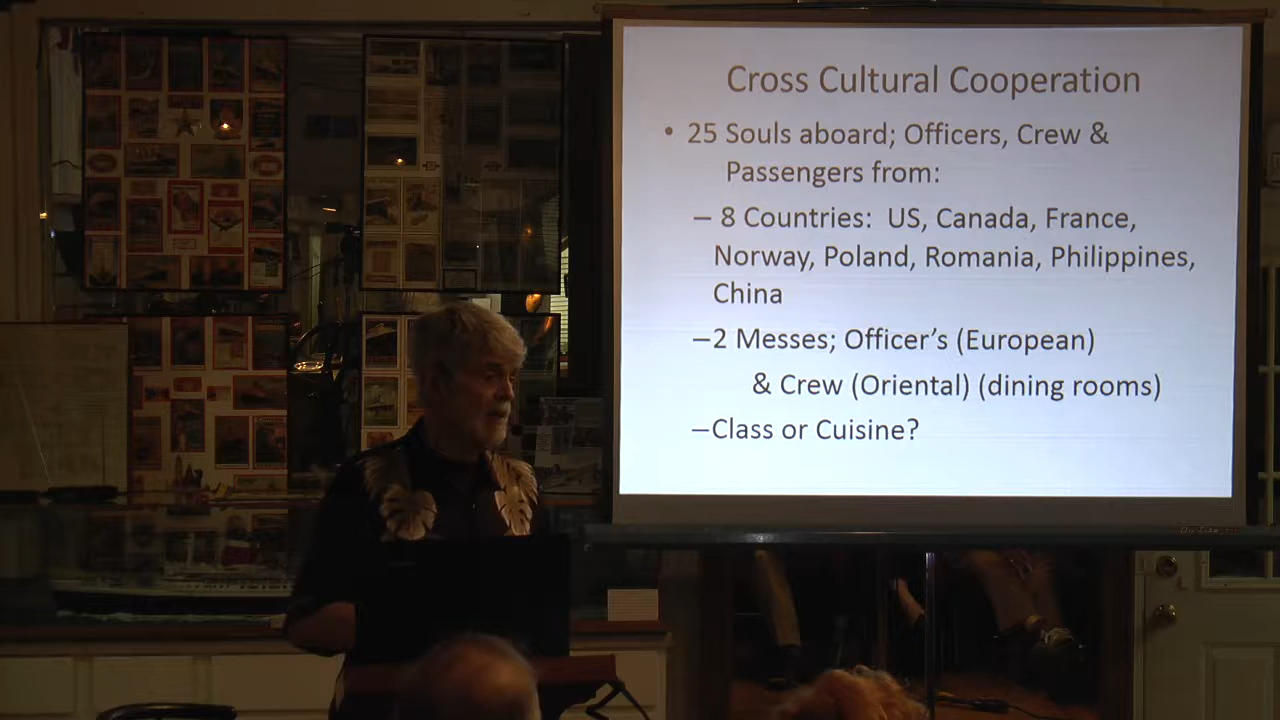 Cross Cultural Cooperation
• 25 Souls aboard; Officers, Crew &
Passengers from:
– 8 Countries: US, Canada, France,
Norway, Poland, Romania, Philippines,
China
–2 Messes; Officer's (European)
& Crew (Oriental) (dining rooms)
–Class or Cuisine?